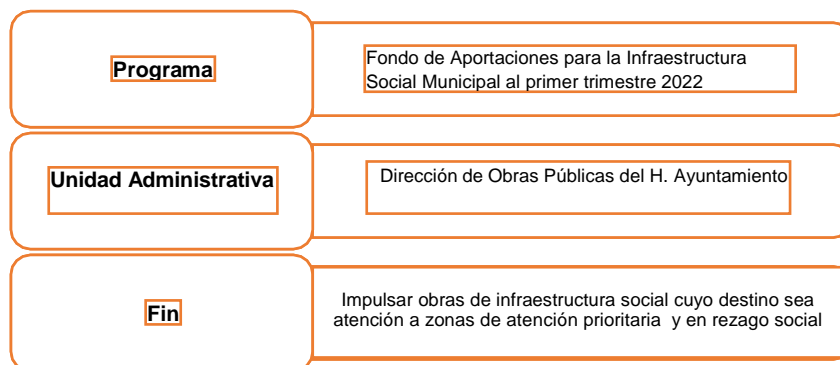 Programa
Fondo de Aportaciones para la Infraestructura
Social Municipal al primer trimestre 2022
Unidad Administrativa
Dirección de Obras Públicas del H. Ayuntamiento
Fin
Impulsar obras de infraestructura social cuyo destino sea
atención a zonas de atención prioritaria y en rezago social